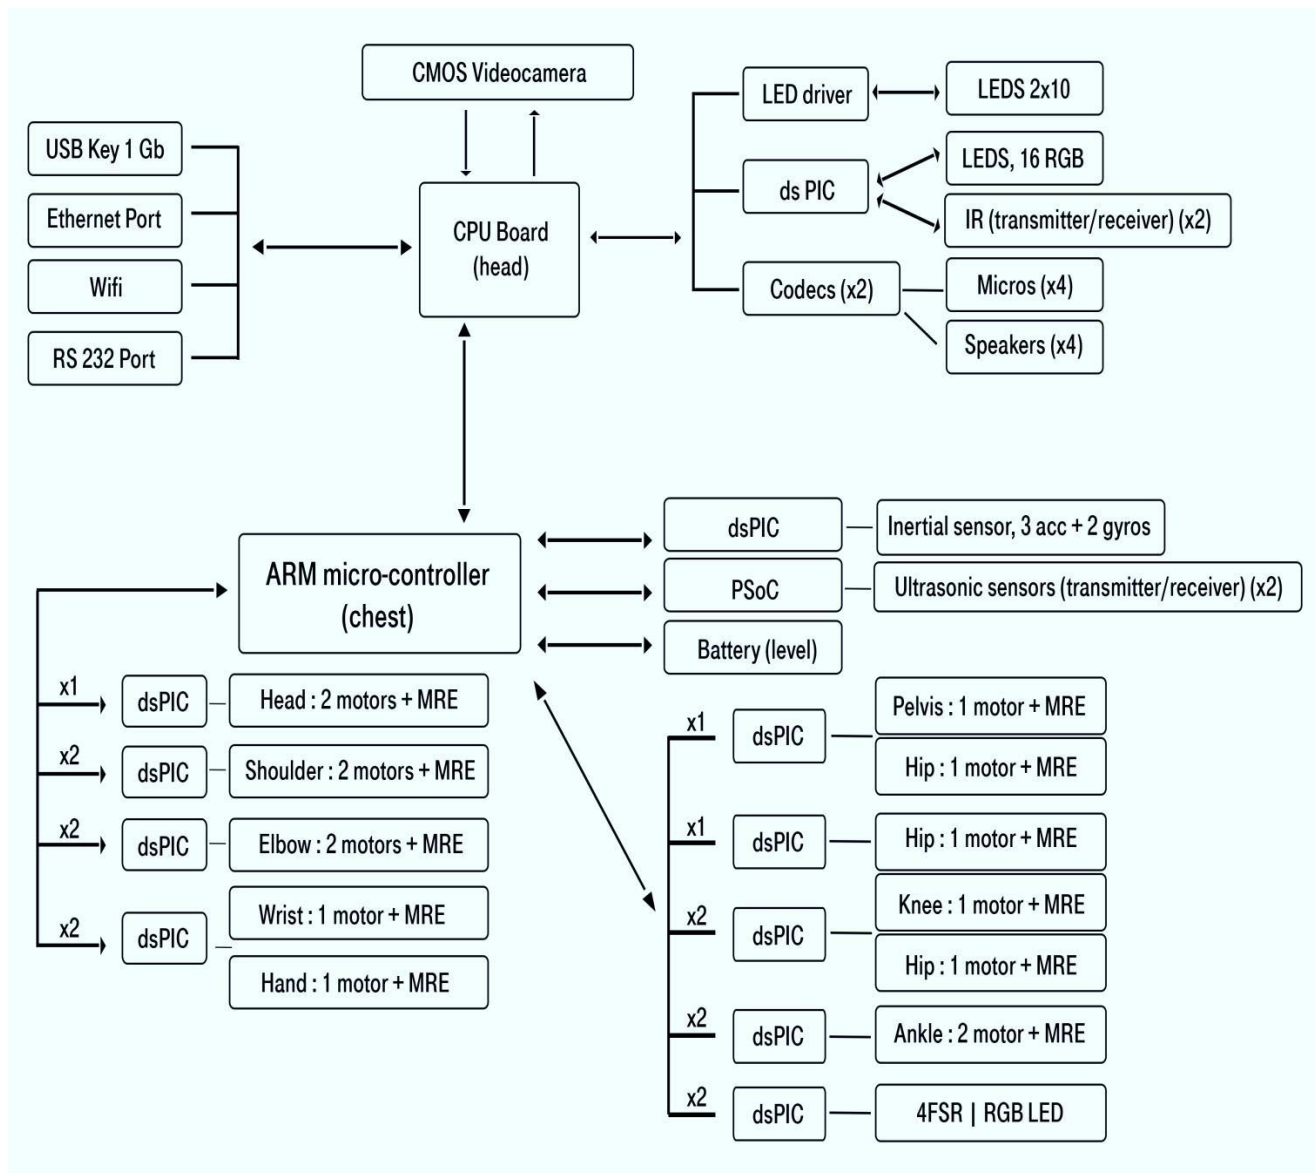 CMOS Videocamera
USB Key 1 Gb
Ethernet Port
Wifi
RS 232 Port
CPU Board
(head)
LED driver
LEDS 2x10
ds PIC
LEDS, 16 RGB
IR (transmitter/receiver) (x2)
Codecs (x2)
Micros (x4)
Speakers (x4)
ARM micro-controller
(chest)
dsPIC
Inertial sensor, 3 acc + 2 gyros
PSoC
Ultrasonic sensors (transmitter/receiver) (x2)
Battery (level)
x1
dsPIC
Head : 2 motors + MRE
x2
dsPIC
Shoulder : 2 motors + MRE
x2
dsPIC
Elbow : 2 motors + MRE
x2
dsPIC
Wrist : 1 motor + MRE
Hand : 1 motor + MRE
x1
dsPIC
Pelvis : 1 motor + MRE
Hip : 1 motor + MRE
x1
dsPIC
Hip : 1 motor + MRE
x2
dsPIC
Knee : 1 motor + MRE
Hip : 1 motor + MRE
x2
dsPIC
Ankle : 2 motor + MRE
x2
dsPIC
4FSR | RGB LED